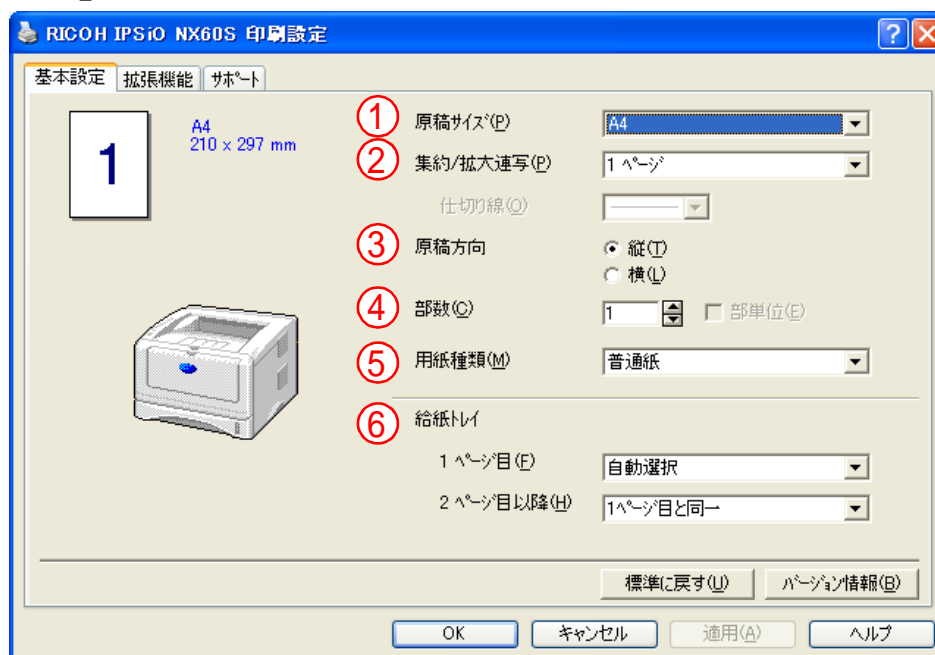 RICOH IPSiO NX60S 印刷設定
基本設定 拡張機能 ｻﾎﾟｰﾄ
1
A4
210 x 297 mm
① 原稿ｻｲｽﾞ(P) A4
② 集約/拡大連写(P) 1 ﾍﾟｰｼﾞ
仕切り線(O)
③ 原稿方向 縦(T)
横(L)
④ 部数(C) 1 部単位(E)
⑤ 用紙種類(M) 普通紙
⑥ 給紙ﾄﾚｲ
1 ﾍﾟｰｼﾞ目(F) 自動選択
2 ﾍﾟｰｼﾞ目以降(H) 1ﾍﾟｰｼﾞ目と同一
標準に戻す(U) ﾊﾞｰｼﾞｮﾝ情報(B)
OK キャンセル 適用(A) ヘルプ